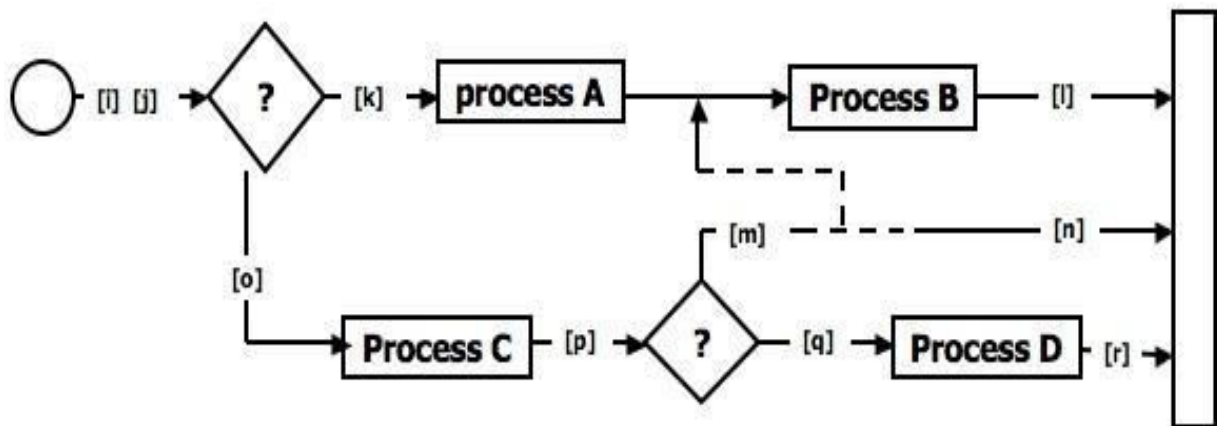 [i] [j]
?
[k]
process A
Process B
[l]
[m]
[n]
[o]
Process C
[p]
?
[q]
Process D
[r]